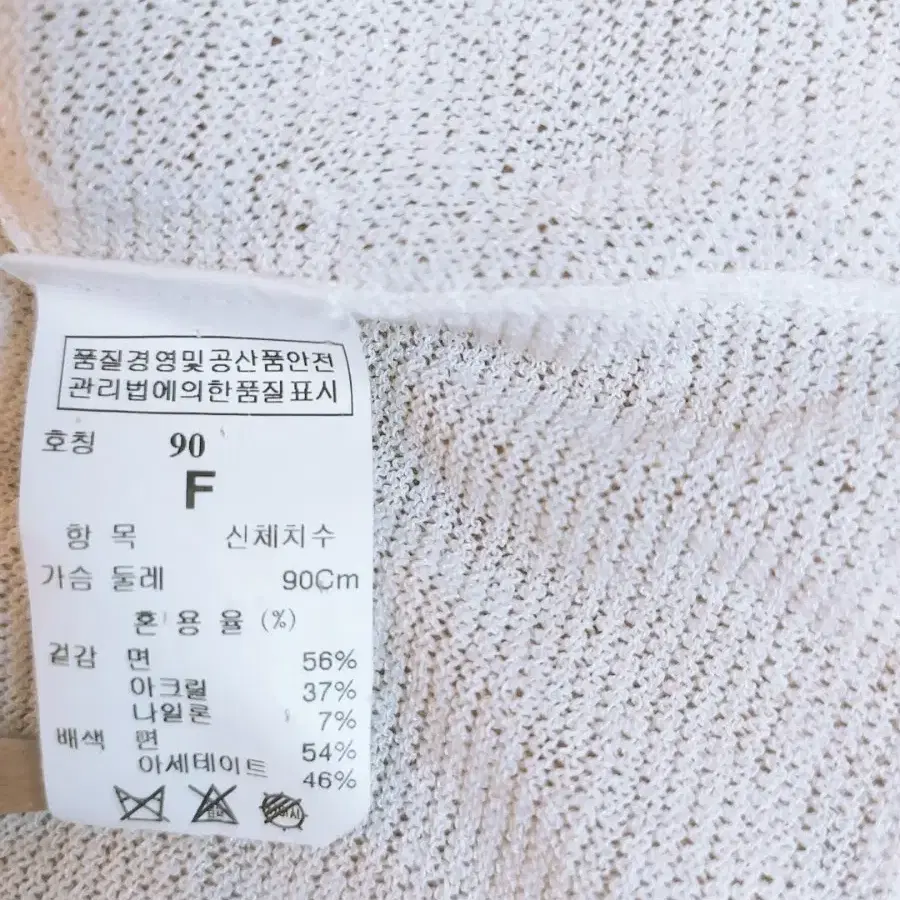 품질경영및공산품안전
관리법에의한품질표시
호칭 90
F
항 목 신체치수
가슴 둘레 90Cm
혼 용 율 (%)
겉감 면 56%
아크릴 37%
나일론 7%
배색 편 54%
아세테이트 46%